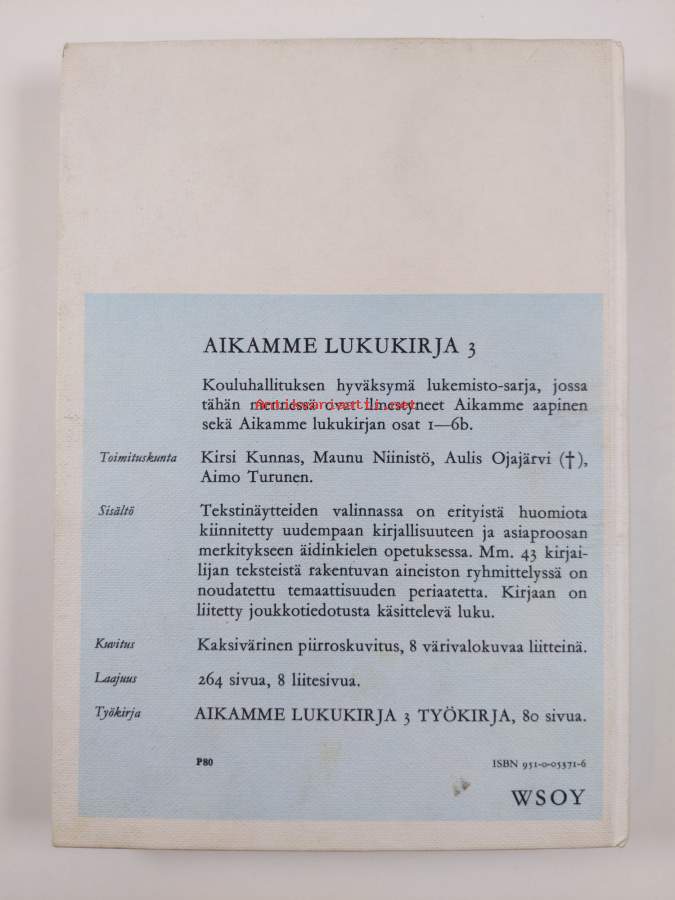 AIKAMME LUKUKIRJA 3
Kouluhallituksen hyväksymä lukemisto-sarja, jossa
tähän mennessä ovat ilmestyneet Aikamme aapinen
Antikvariaatti.net
sekä Aikamme lukukirjan osat 1—6b.
Toimituskunta Kirsi Kunnas, Maunu Niinistö, Aulis Ojajärvi (†),
Aimo Turunen.
Sisältö Tekstinäytteiden valinnassa on erityistä huomiota
kiinnitetty uudempaan kirjallisuuteen ja asiaproosan
merkitykseen äidinkielen opetuksessa. Mm. 43 kirjai-
lijan teksteistä rakentuvan aineiston ryhmittelyssä on
noudatettu temaattisuuden periaatetta. Kirjaan on
liitetty joukkotiedotusta käsittelevä luku.
Kuvitus Kaksivärinen piirroskuvitus, 8 värivalokuvaa liitteinä.
Laajuus 264 sivua, 8 liitesivua.
Työkirja AIKAMME LUKUKIRJA 3 TYÖKIRJA, 80 sivua.
P80 ISBN 951-0-05371-6
WSOY